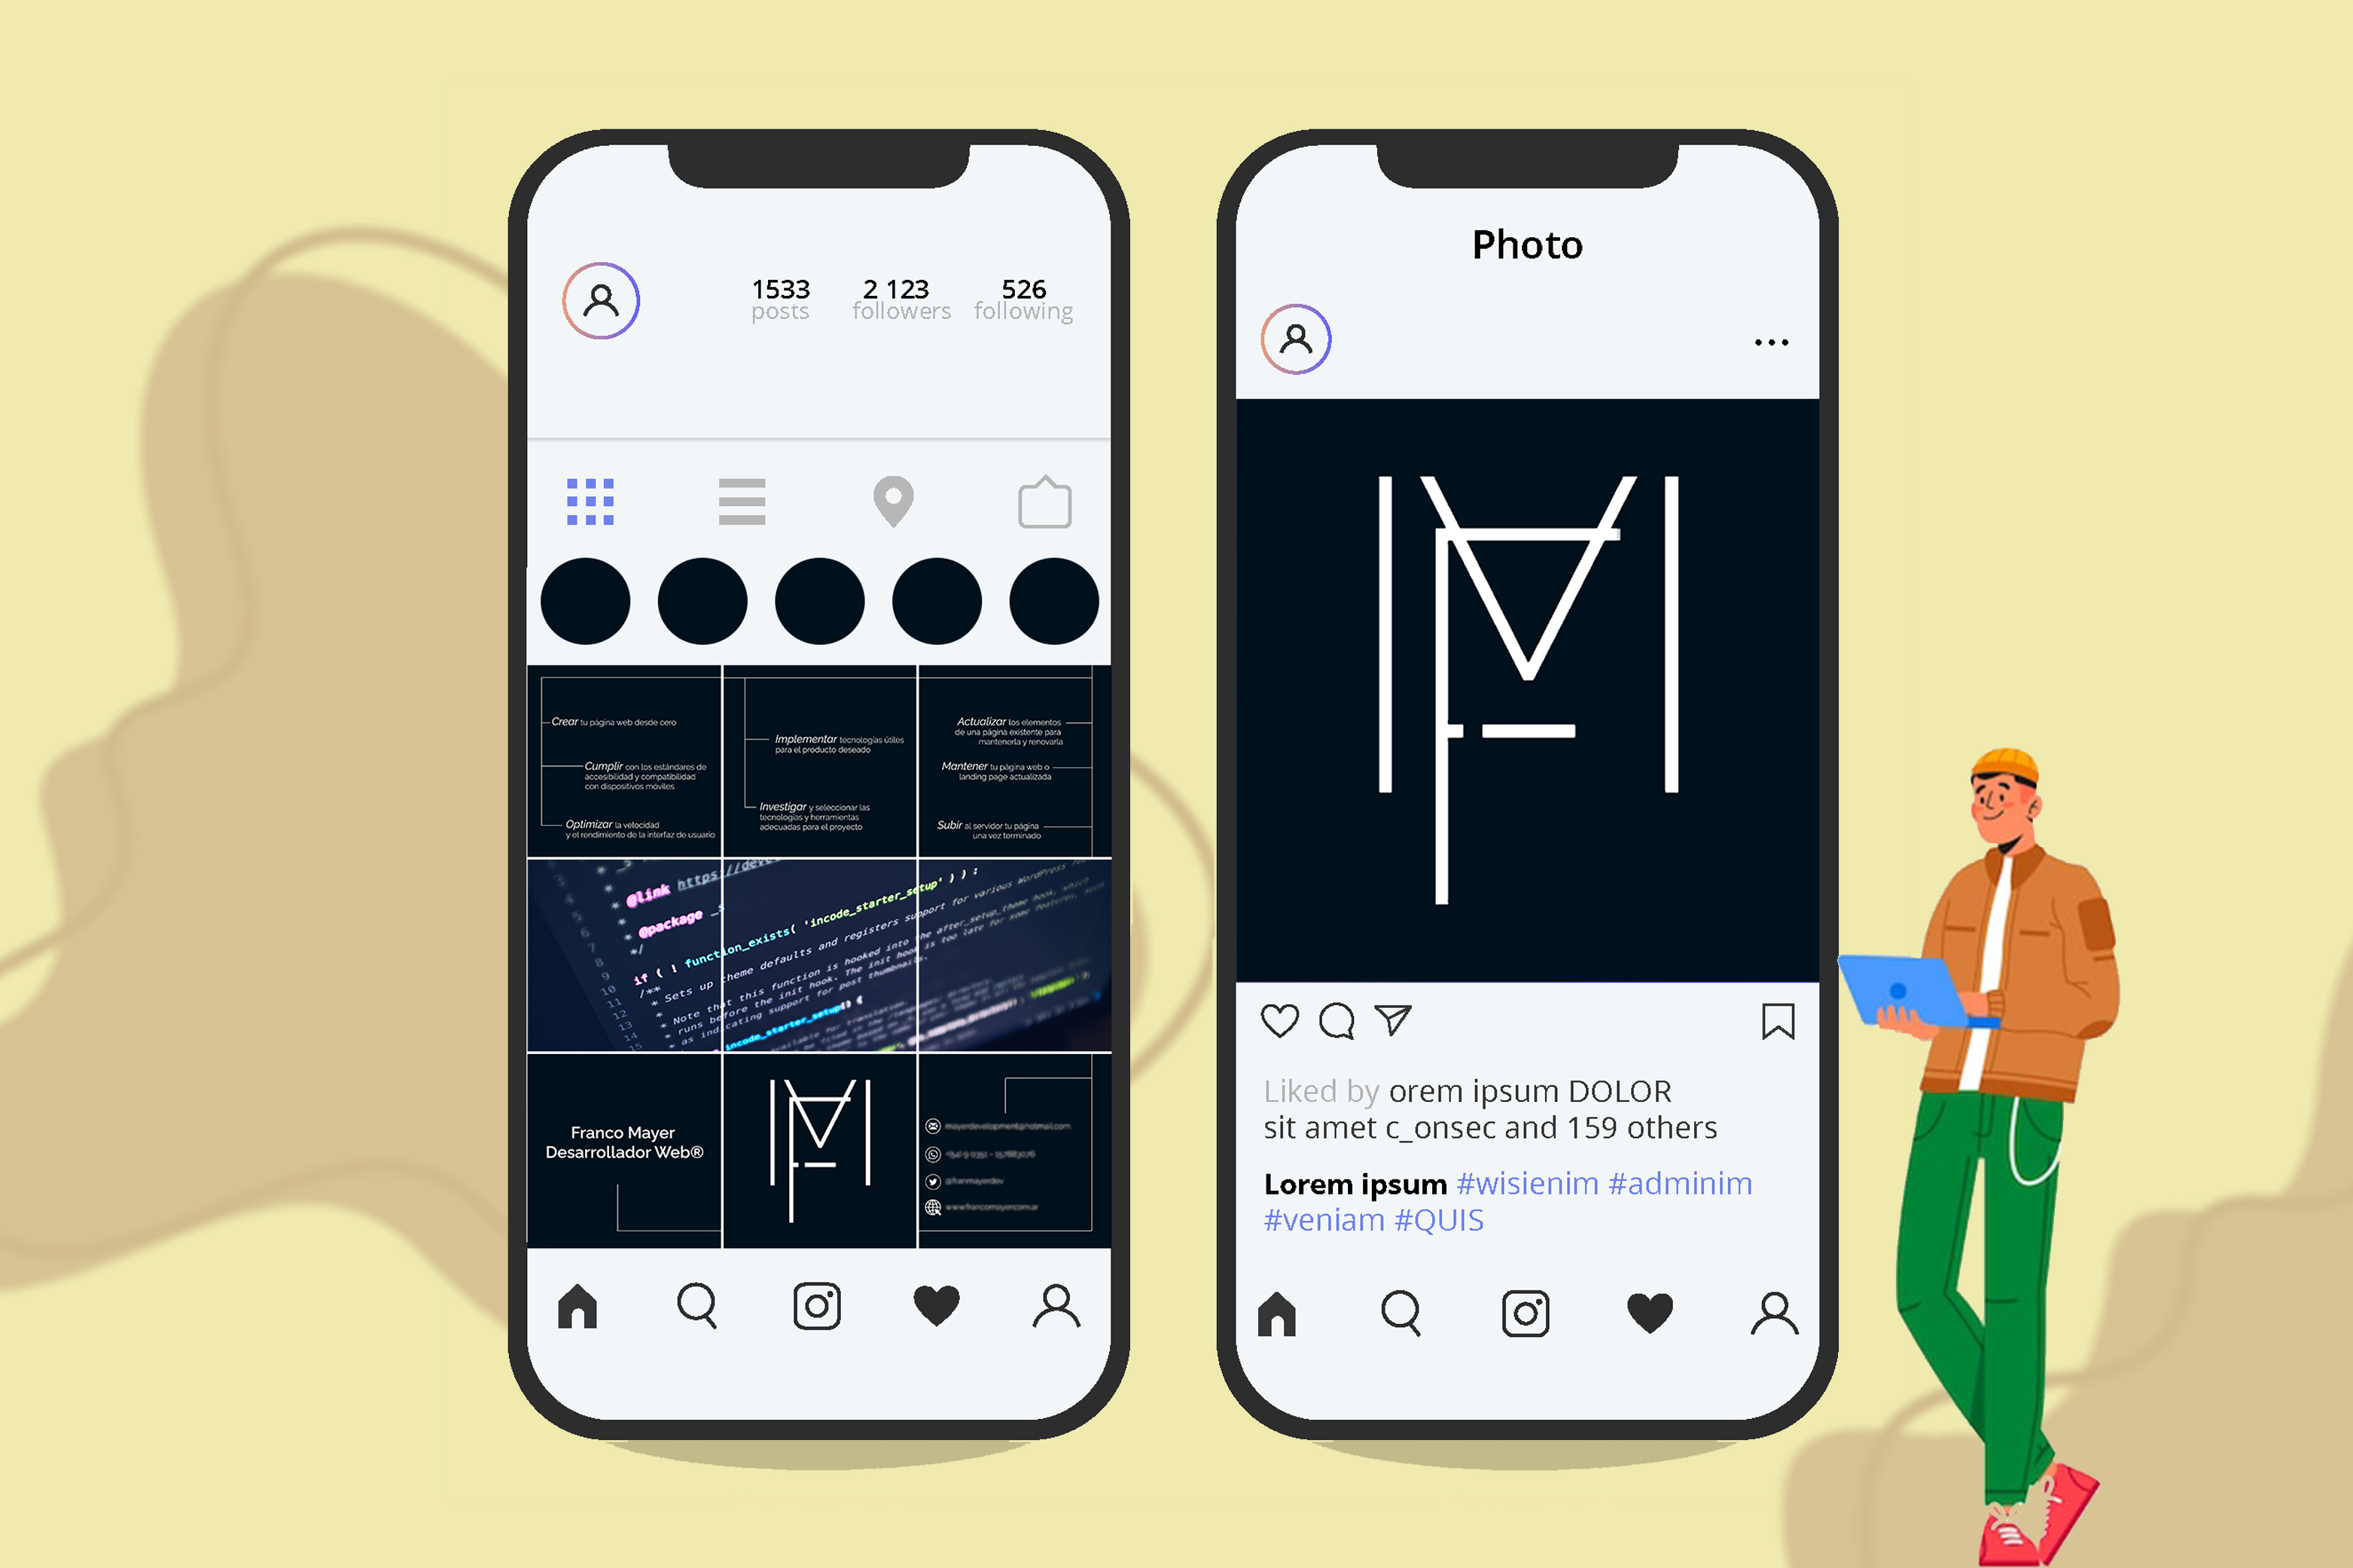 1533
posts
2 123
followers
526
following
Crear tu página web desde cero
Cumplir con los estándares de
accesibilidad y compatibilidad
con dispositivos móviles
Optimizar la velocidad
y el rendimiento de la interfaz de usuario
Implementar tecnologías útiles
para el producto deseado
Investigar y seleccionar las
tecnologías y herramientas
adecuadas para el proyecto
Actualizar los elementos
de una página existente para
mantenerla y renovarla
Mantener tu página web o
landing page actualizada
Subir al servidor tu página
una vez terminado
* @link https://deve
* @package _s
*/
if ( ! function_exists( 'incode_starter_setup' ) ) :
/**
* Sets up theme defaults and registers support for various WordPress
* Note that this function is hooked into the after_setup_theme hook, which
* runs before the init hook. The init hook is too late for some features, such
* as indicating support for post thumbnails.
incode_starter_setup() {
Franco Mayer
Desarrollador Web®
mayerdevelopment@hotmail.com
@franmayerdev
www.francomayer.com.ar
Photo
Liked by orem ipsum DOLOR
sit amet c_onsec and 159 others
Lorem ipsum #wisienim #adminim
#veniam #QUIS